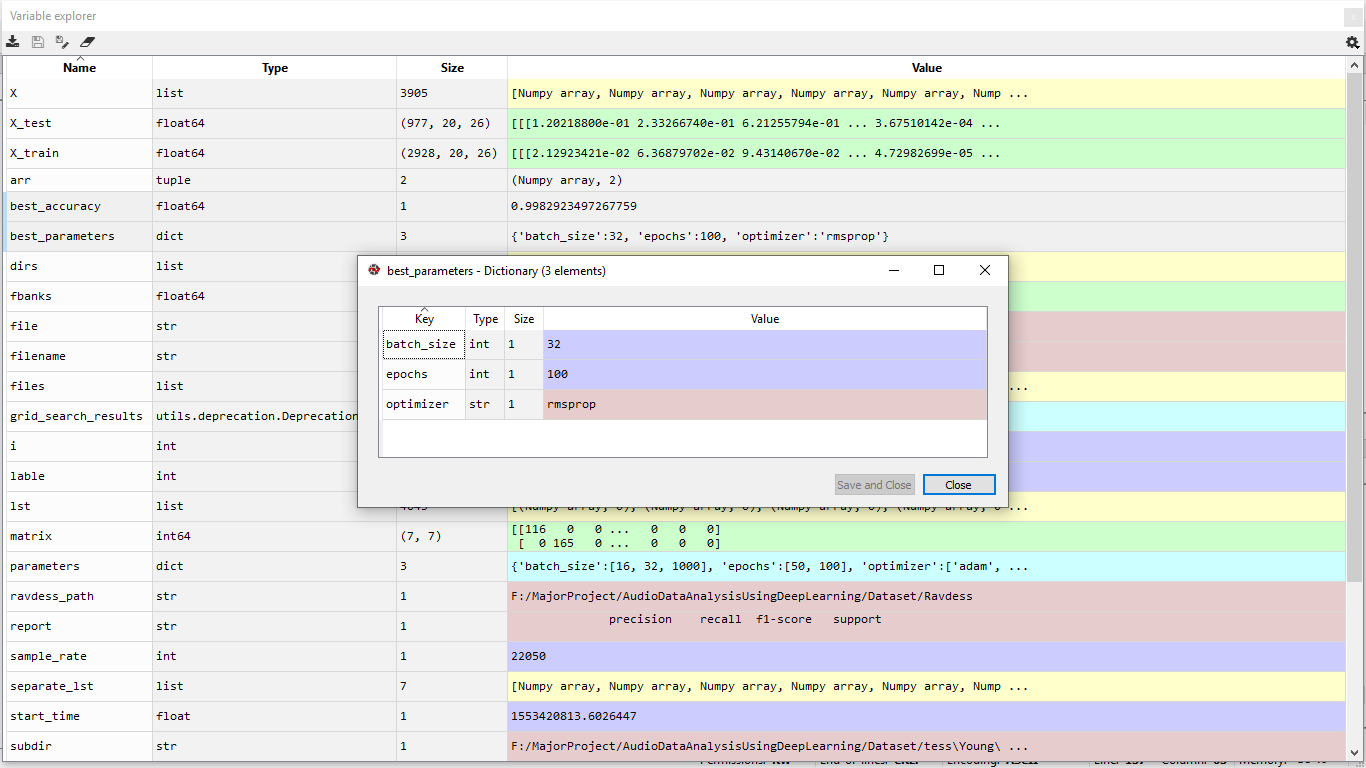 Variable explorer
Name Type Size Value
X list 3905 [Numpy array, Numpy array, Numpy array, Numpy array, Numpy array, Nump ...
X_test float64 (977, 20, 26) [[[1.20218800e-01 2.33266740e-01 6.21255794e-01 ... 3.67510142e-04 ...
X_train float64 (2928, 20, 26) [[[2.12923421e-02 6.36879702e-02 9.43140670e-02 ... 4.72982699e-05 ...
arr tuple 2 (Numpy array, 2)
best_accuracy float64 1 0.9982923497267759
best_parameters dict 3 {'batch_size':32, 'epochs':100, 'optimizer':'rmsprop'}
dirs list
fbanks float64
file str
filename str
files list ...
grid_search_results utils.deprecation.Deprecation
i int
lable int
best_parameters - Dictionary (3 elements)
Key Type Size Value
batch_size int 1 32
epochs int 1 100
optimizer str 1 rmsprop
Save and Close Close
lst list ...
matrix int64 (7, 7) [[116 0 0 ... 0 0 0]
[ 0 165 0 ... 0 0 0]
parameters dict 3 {'batch_size':[16, 32, 1000], 'epochs':[50, 100], 'optimizer':['adam', ...
ravdess_path str 1 F:/MajorProject/AudioDataAnalysisUsingDeepLearning/Dataset/Ravdess
report str 1 precision recall f1-score support
sample_rate int 1 22050
separate_lst list 7 [Numpy array, Numpy array, Numpy array, Numpy array, Numpy array, Nump ...
start_time float 1 1553420813.6026447
subdir str 1 F:/MajorProject/AudioDataAnalysisUsingDeepLearning/Dataset/tess\Young\ ...